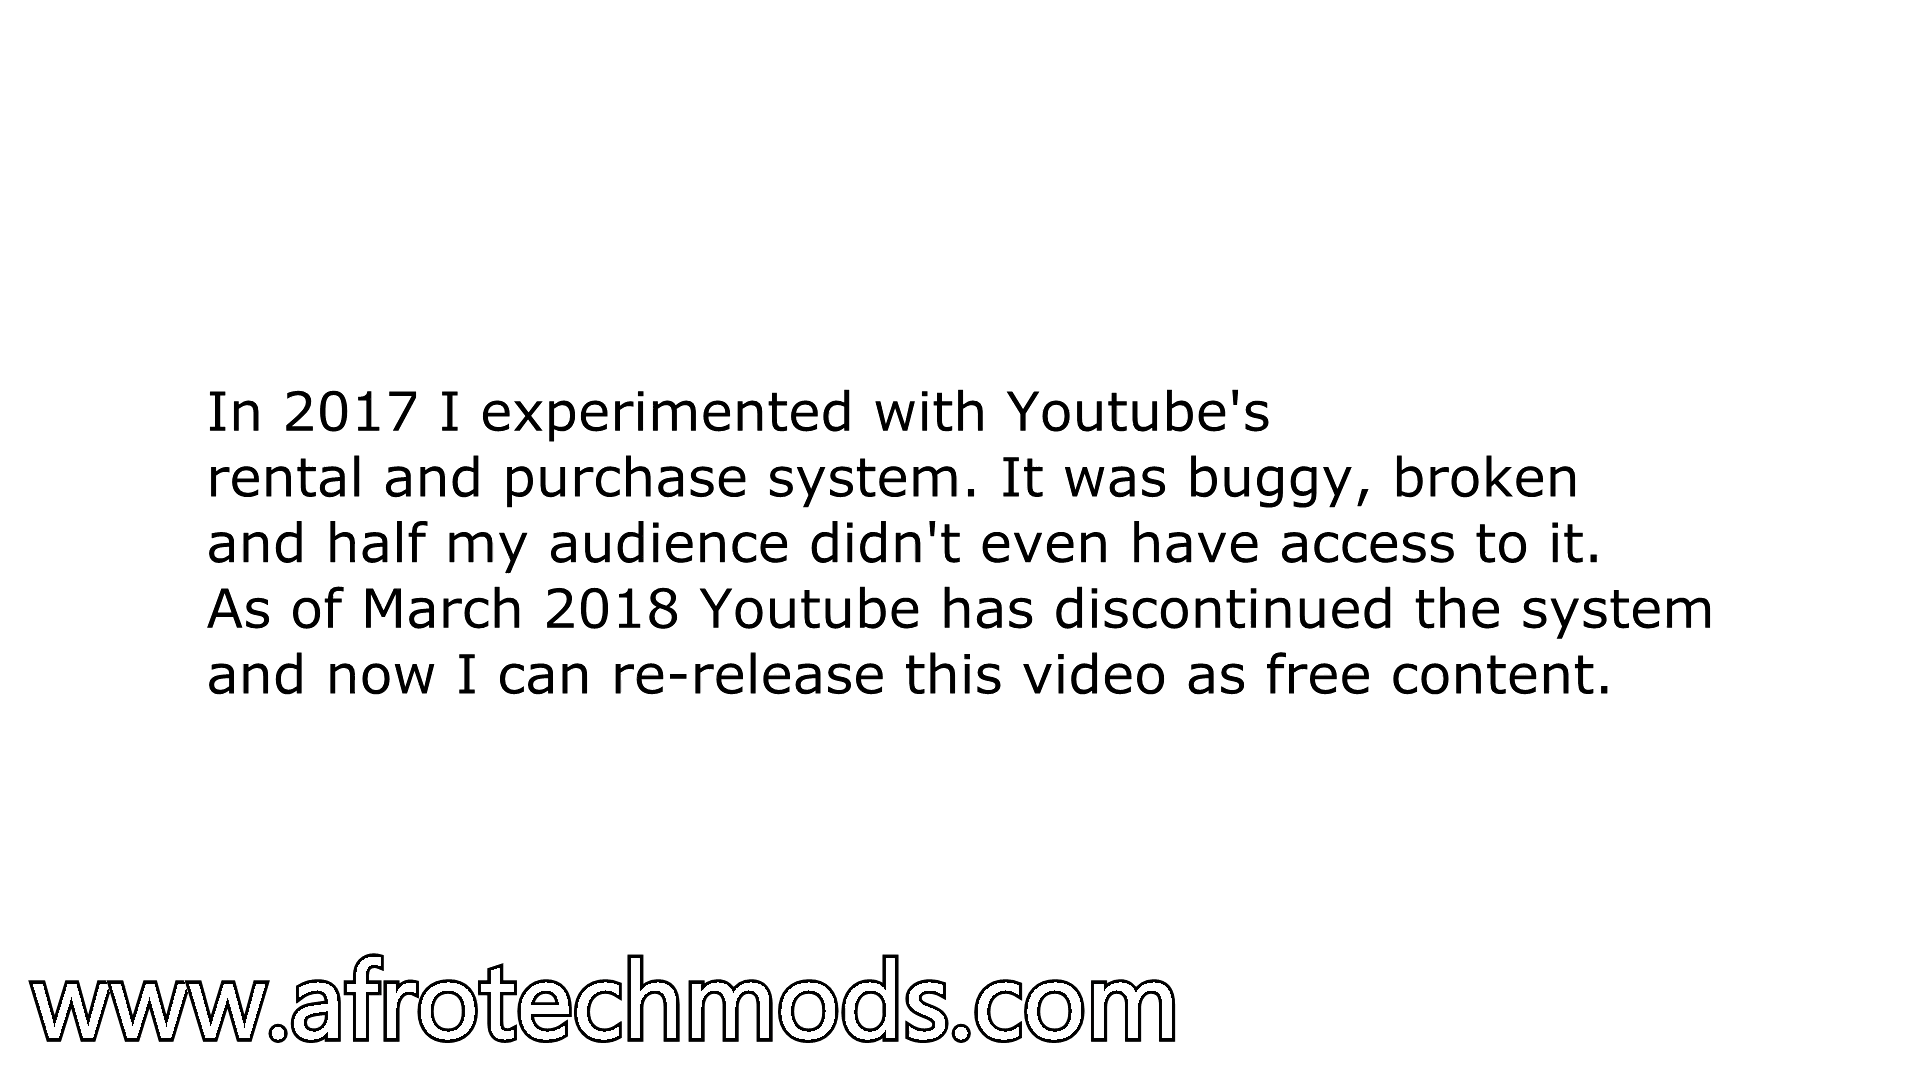 In 2017 I experimented with Youtube's
rental and purchase system. It was buggy, broken
and half my audience didn't even have access to it.
As of March 2018 Youtube has discontinued the system
and now I can re-release this video as free content.
www.afrotechmods.com